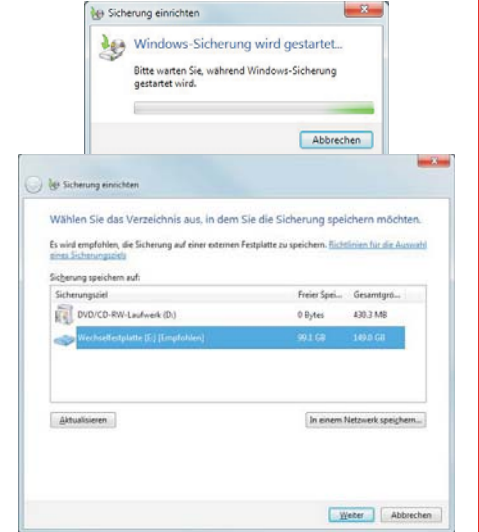 Sicherung einrichten
Windows-Sicherung wird gestartet...
Bitte warten Sie, während Windows-Sicherung
gestartet wird.
Abbrechen
Sicherung einrichten
Wählen Sie das Verzeichnis aus, in dem Sie die Sicherung speichern möchten.
Es wird empfohlen, die Sicherung auf einer externen Festplatte zu speichern. Richtlinien für die Auswahl
eines Sicherungsziels
Sicherung speichern auf:
Sicherungsziel Freier Spei... Gesamtgrö...
DVD/CD-RW-Laufwerk (D:) 0 Bytes 430.3 MB
Wechselfestplatte (E:) [Empfohlen] 99.1 GB 149.0 GB
Aktualisieren In einem Netzwerk speichern...
Weiter Abbrechen